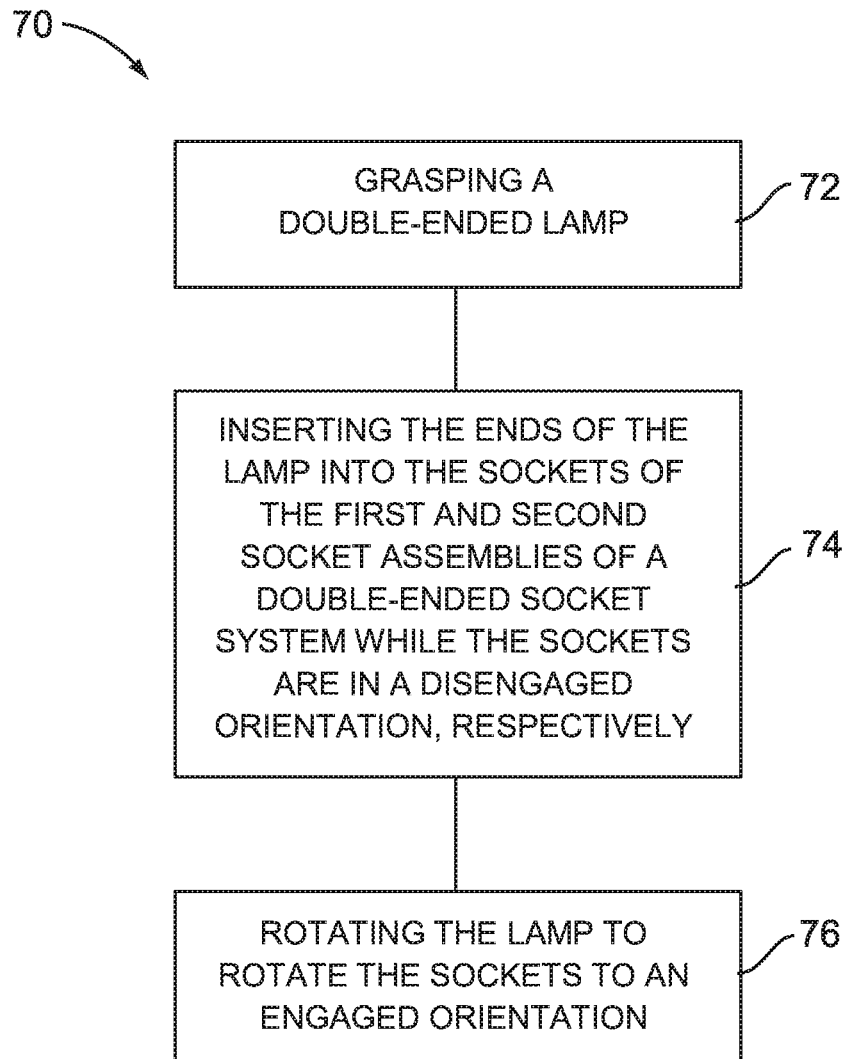 70
GRASPING A
DOUBLE-ENDED LAMP
72
INSERTING THE ENDS OF THE
LAMP INTO THE SOCKETS OF
THE FIRST AND SECOND
SOCKET ASSEMBLIES OF A
DOUBLE-ENDED SOCKET
SYSTEM WHILE THE SOCKETS
ARE IN A DISENGAGED
ORIENTATION, RESPECTIVELY
74
ROTATING THE LAMP TO
ROTATE THE SOCKETS TO AN
ENGAGED ORIENTATION
76